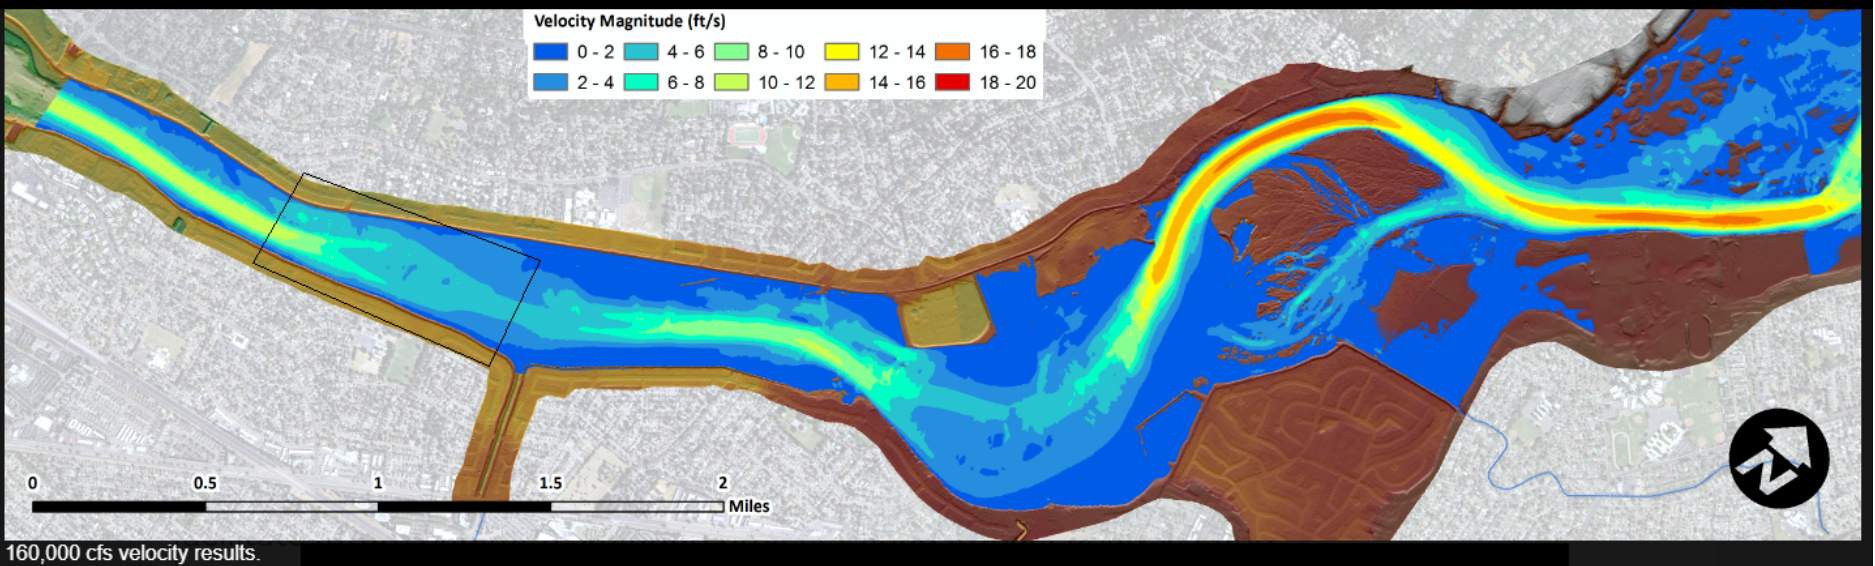 Velocity Magnitude (ft/s)
0 - 2 4 - 6 8 - 10 12 - 14 16 - 18
2 - 4 6 - 8 10 - 12 14 - 16 18 - 20
0 0.5 1 1.5 2
Miles
N
160,000 cfs velocity results.